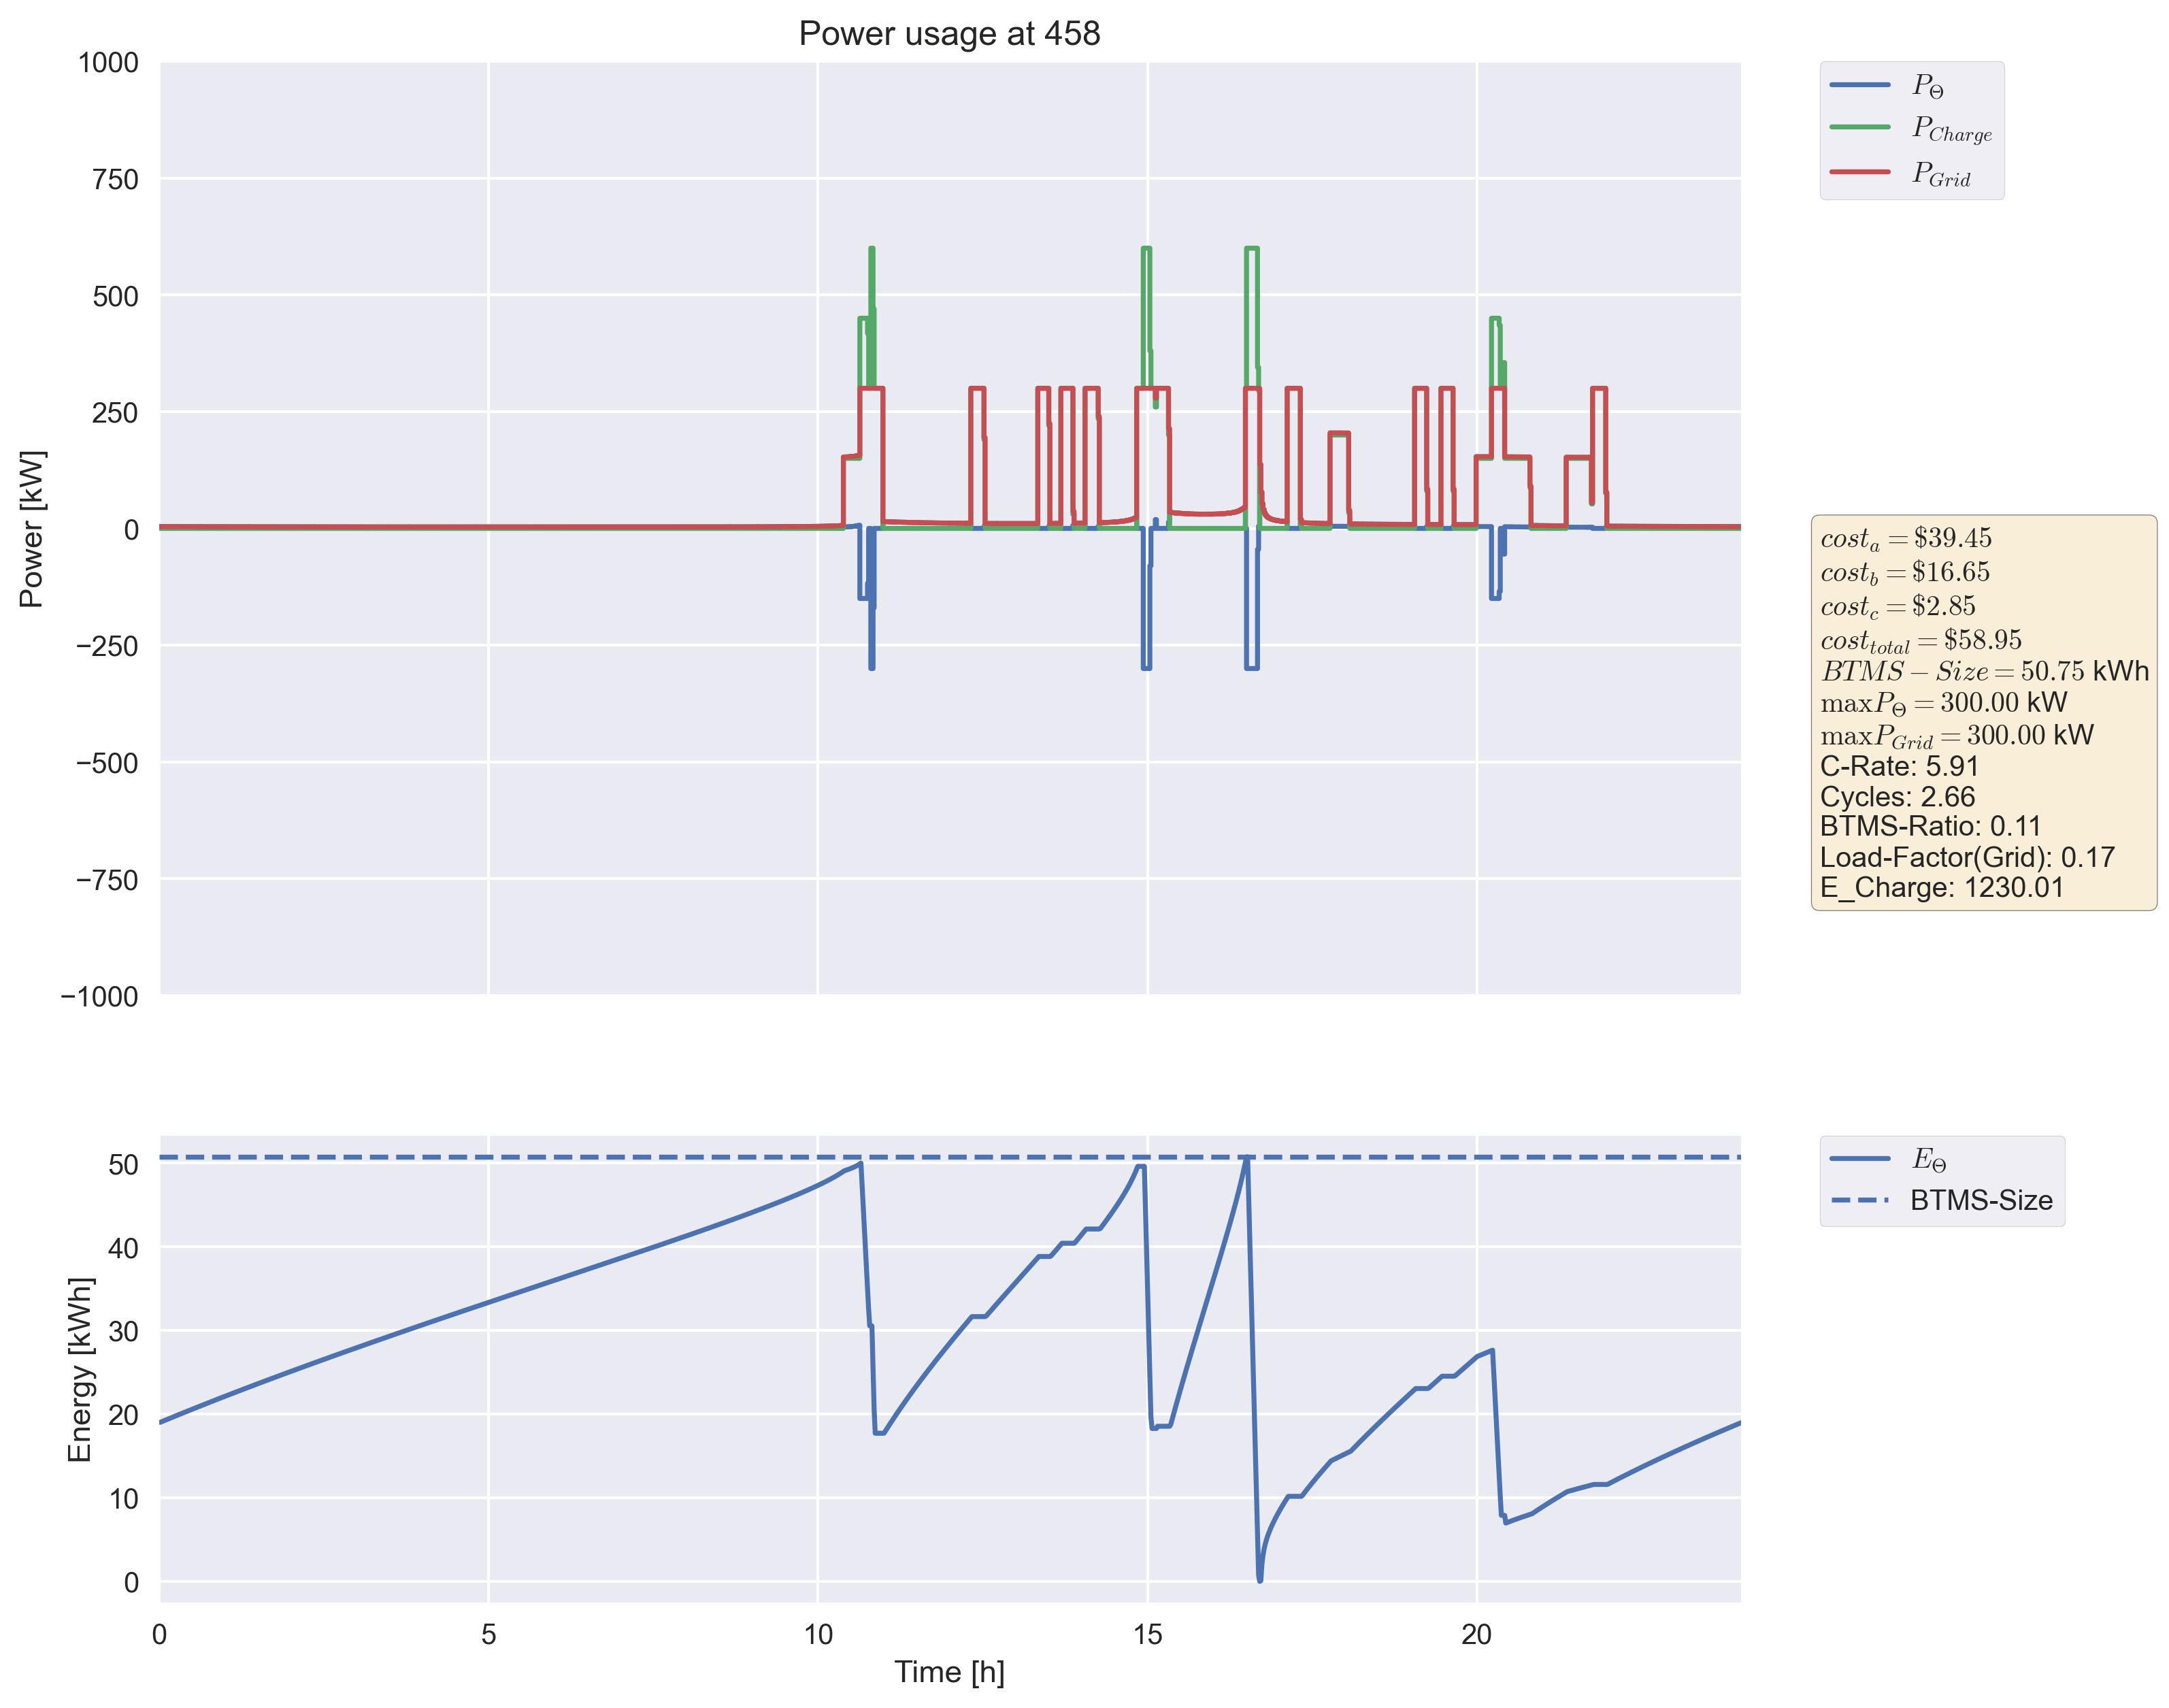 Power usage at 458
1000
750
500
250
0
−250
−500
−750
−1000
Power [kW]
P_Θ
P_Charge
P_Grid
cost_a = $39.45
cost_b = $16.65
cost_c = $2.85
cost_total = $58.95
BTMS − Size = 50.75 kWh
maxP_Θ = 300.00 kW
maxP_Grid = 300.00 kW
C-Rate: 5.91
Cycles: 2.66
BTMS-Ratio: 0.11
Load-Factor(Grid): 0.17
E_Charge: 1230.01
50
40
30
20
10
0
Energy [kWh]
E_Θ
BTMS-Size
0 5 10 15 20
Time [h]